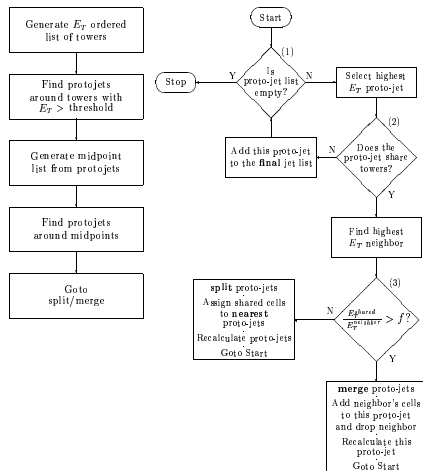 Generate E_T ordered
list of towers
Find protojets
around towers with
E_T > threshold
Generate midpoint
list from protojets
Find protojets
around midpoints
Goto
split/merge
Start
(1)
Is
proto-jet list
empty?
Y
N
Stop
Select highest
E_T proto-jet
(2)
Does the
proto-jet share
towers?
N
Y
Add this proto-jet
to the final jet list
Find highest
E_T neighbor
(3)
E_T^shared / E_T^neighbor > f?
N
Y
split proto-jets
Assign shared cells
to nearest
proto-jets
Recalculate proto-jets
Goto Start
merge proto-jets
Add neighbor's cells
to this proto-jet
and drop neighbor
Recalculate this
proto-jet
Goto Start